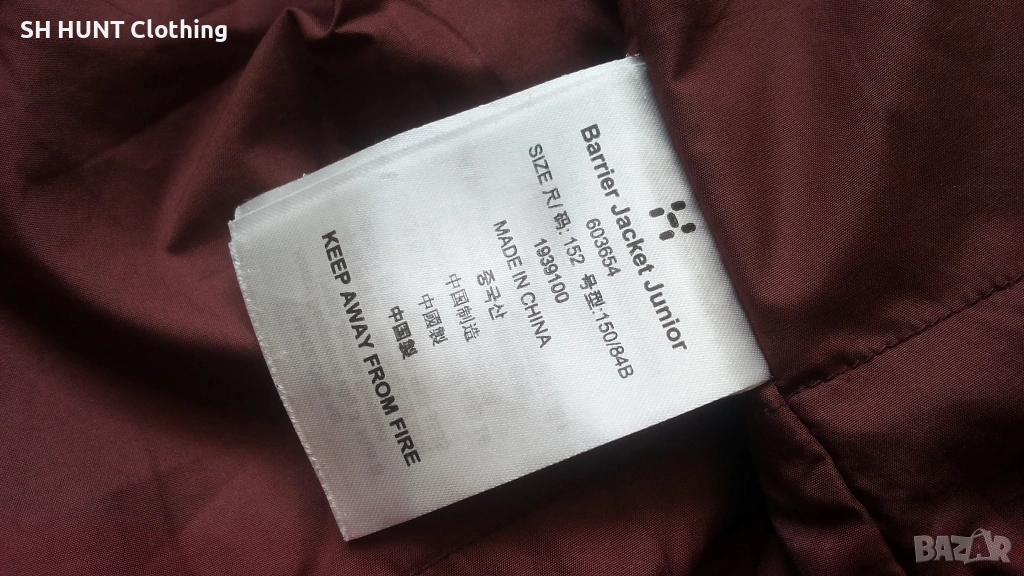 SH HUNT Clothing
Barrier Jacket Junior
603654
SIZE 尺/码: 152 号型:150/84B
1939100
MADE IN CHINA
중국산
中国制造
中國製
中国製
KEEP AWAY FROM FIRE
BAZAR